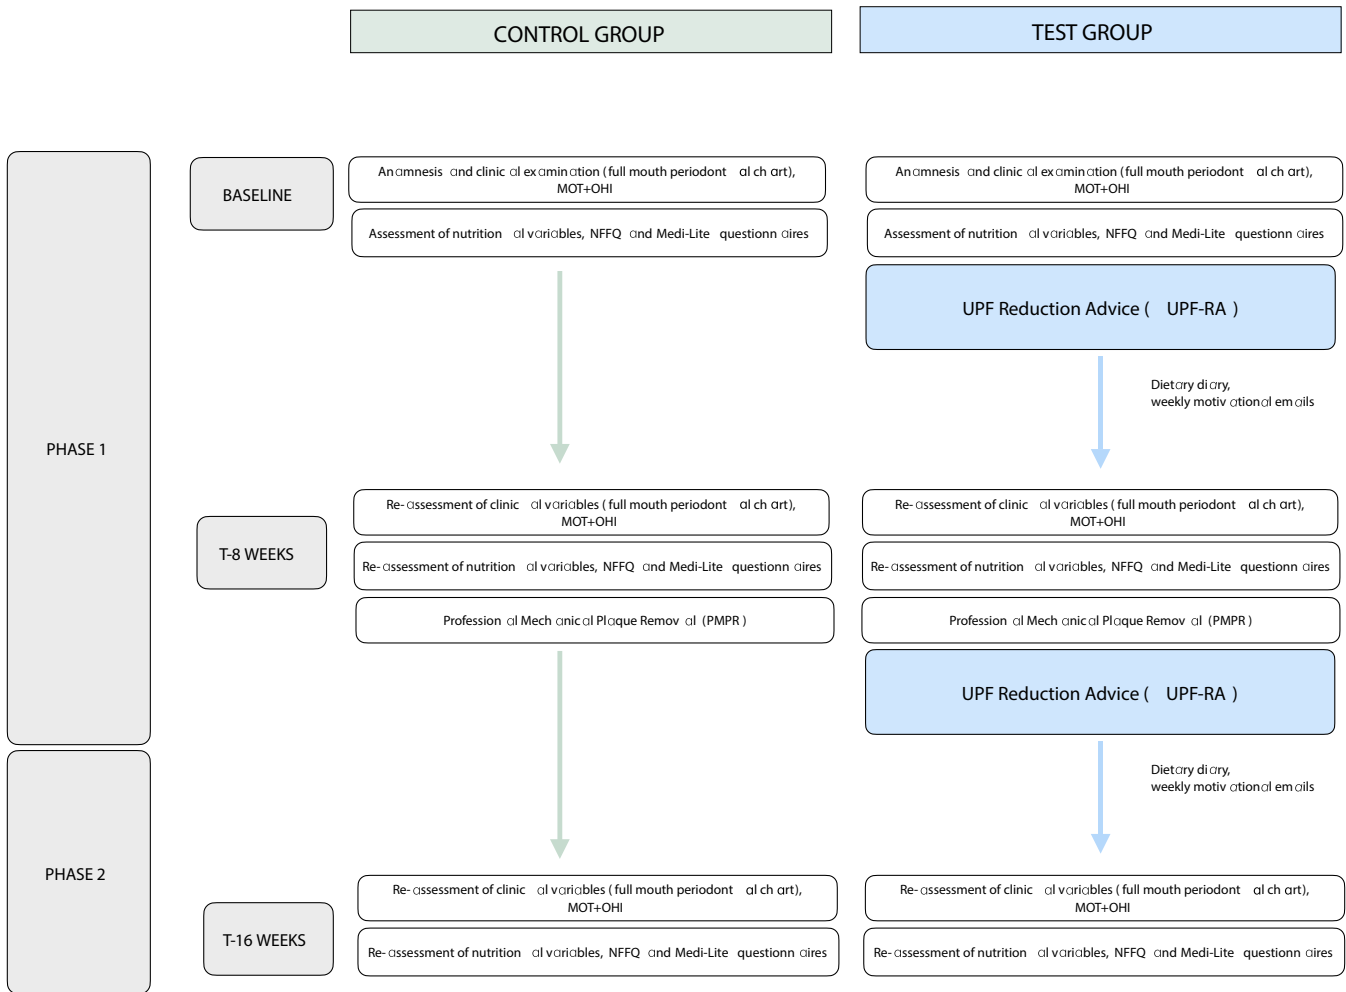 CONTROL GROUP
TEST GROUP
PHASE 1
BASELINE
Anamnesis and clinical examination (full mouth periodontal chart),
MOT+OHI
Assessment of nutritional variables, NFFQ and Medi-Lite questionnaires
Anamnesis and clinical examination (full mouth periodontal chart),
MOT+OHI
Assessment of nutritional variables, NFFQ and Medi-Lite questionnaires
UPF Reduction Advice ( UPF-RA )
Dietary diary,
weekly motivational emails
T-8 WEEKS
Re-assessment of clinical variables (full mouth periodontal chart),
MOT+OHI
Re-assessment of nutritional variables, NFFQ and Medi-Lite questionnaires
Professional Mechanical Plaque Removal (PMPR)
Re-assessment of clinical variables (full mouth periodontal chart),
MOT+OHI
Re-assessment of nutritional variables, NFFQ and Medi-Lite questionnaires
Professional Mechanical Plaque Removal (PMPR)
UPF Reduction Advice ( UPF-RA )
Dietary diary,
weekly motivational emails
PHASE 2
T-16 WEEKS
Re-assessment of clinical variables (full mouth periodontal chart),
MOT+OHI
Re-assessment of nutritional variables, NFFQ and Medi-Lite questionnaires
Re-assessment of clinical variables (full mouth periodontal chart),
MOT+OHI
Re-assessment of nutritional variables, NFFQ and Medi-Lite questionnaires